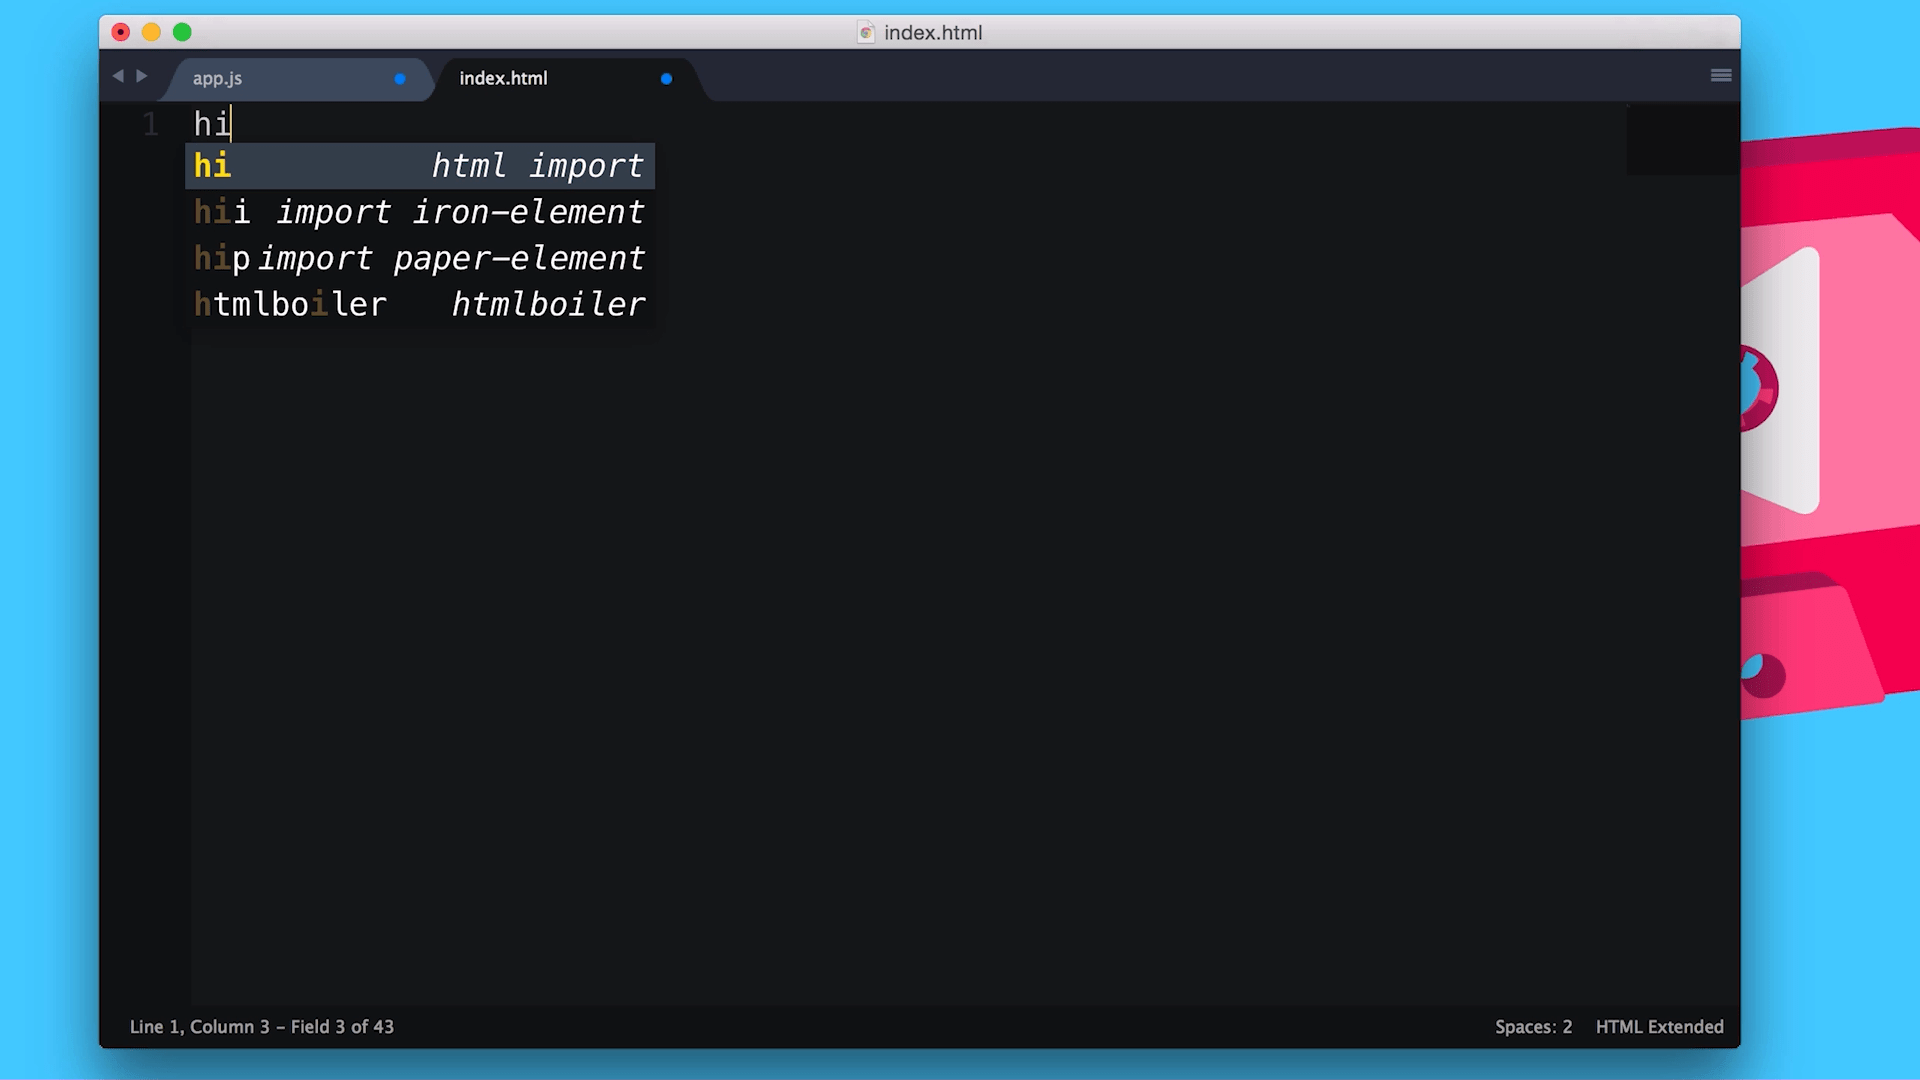 index.html
app.js index.html
1 hi
hi html import
hii import iron-element
hip import paper-element
htmlboiler htmlboiler
Line 1, Column 3 – Field 3 of 43 Spaces: 2 HTML Extended